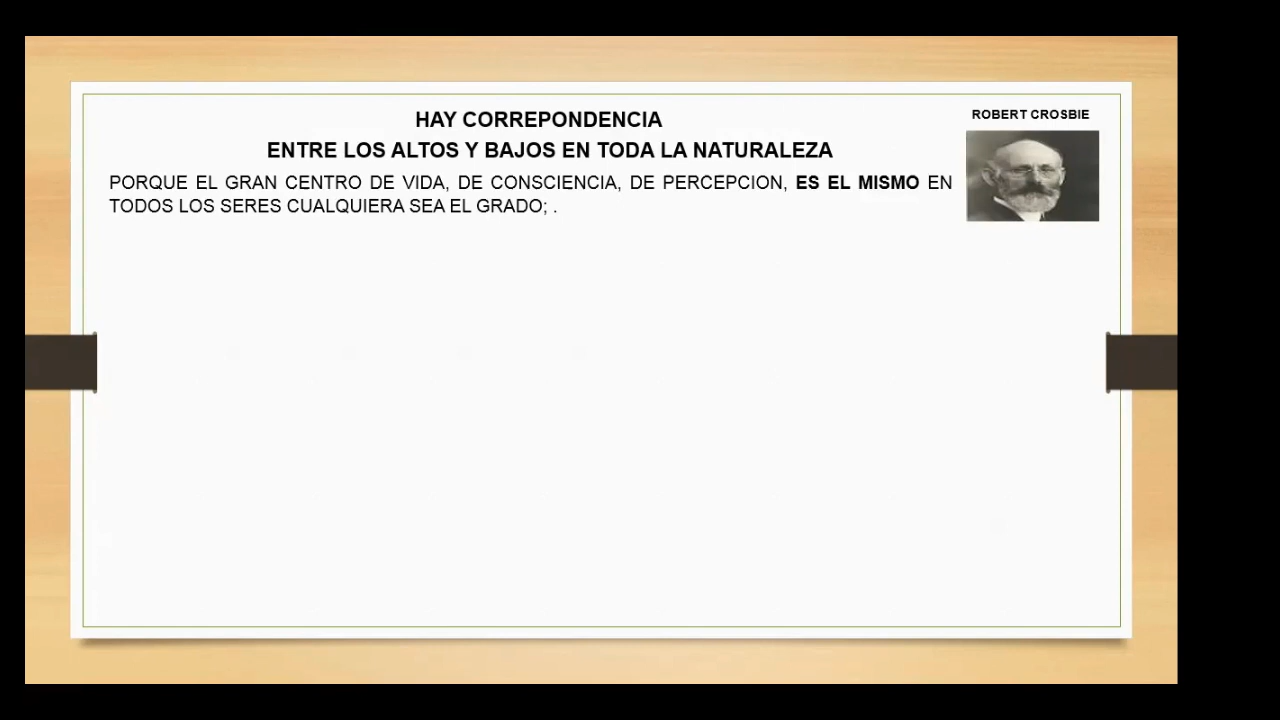 HAY CORREPONDENCIA
ENTRE LOS ALTOS Y BAJOS EN TODA LA NATURALEZA
ROBERT CROSBIE
PORQUE EL GRAN CENTRO DE VIDA, DE CONSCIENCIA, DE PERCEPCION, ES EL MISMO EN
TODOS LOS SERES CUALQUIERA SEA EL GRADO; .